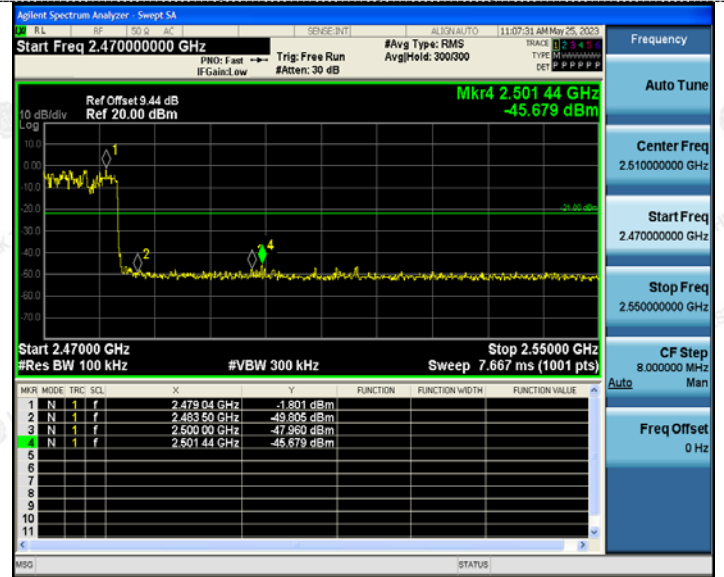 Agilent Spectrum Analyzer - Swept SA
RL RF 50 Ω AC SENSE:INT ALIGNAUTO 11:07:31 AM May 25, 2023
Start Freq 2.470000000 GHz
PNO: Fast
IFGain:Low
Trig: Free Run
#Atten: 30 dB
#Avg Type: RMS
Avg|Hold: 300/300
TRACE 1 2 3 4 5 6
TYPE M
DET P P P P P P
Ref Offset 9.44 dB
Ref 20.00 dBm
10 dB/div
Log
Mkr4 2.501 44 GHz
-45.679 dBm
10.0
0.00
-10.0
-20.0
-30.0
-40.0
-50.0
-60.0
-70.0
1
2
4
-21.00 dBm
Start 2.47000 GHz
#Res BW 100 kHz
#VBW 300 kHz
Stop 2.55000 GHz
Sweep 7.667 ms (1001 pts)
MKR MODE TRC SCL X Y FUNCTION FUNCTION WIDTH FUNCTION VALUE
1 N 1 f 2.479 04 GHz -1.801 dBm
2 N 1 f 2.483 50 GHz -49.805 dBm
3 N 1 f 2.500 00 GHz -47.960 dBm
4 N 1 f 2.501 44 GHz -45.679 dBm
5
6
7
8
9
10
11
MSG STATUS
Frequency
Auto Tune
Center Freq
2.510000000 GHz
Start Freq
2.470000000 GHz
Stop Freq
2.550000000 GHz
CF Step
8.000000 MHz
Auto Man
Freq Offset
0 Hz